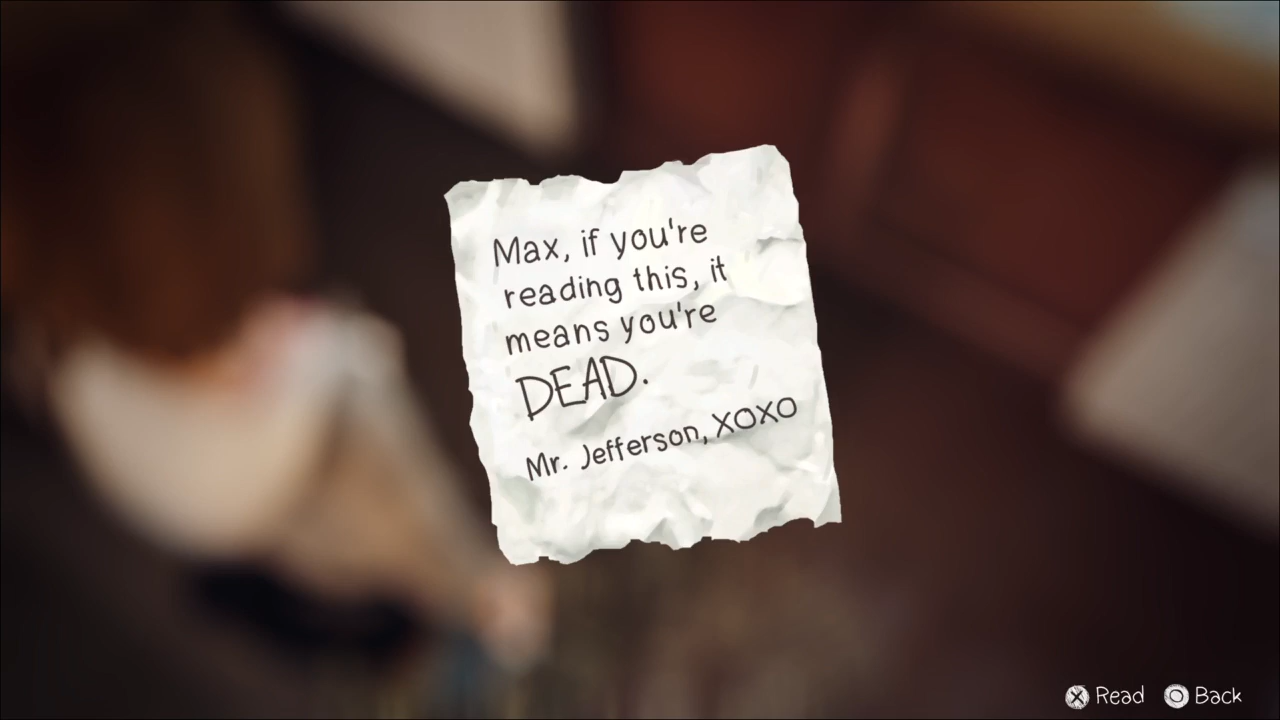 Max, if you're
reading this, it
means you're
DEAD.
Mr. Jefferson, XOXO
Read Back